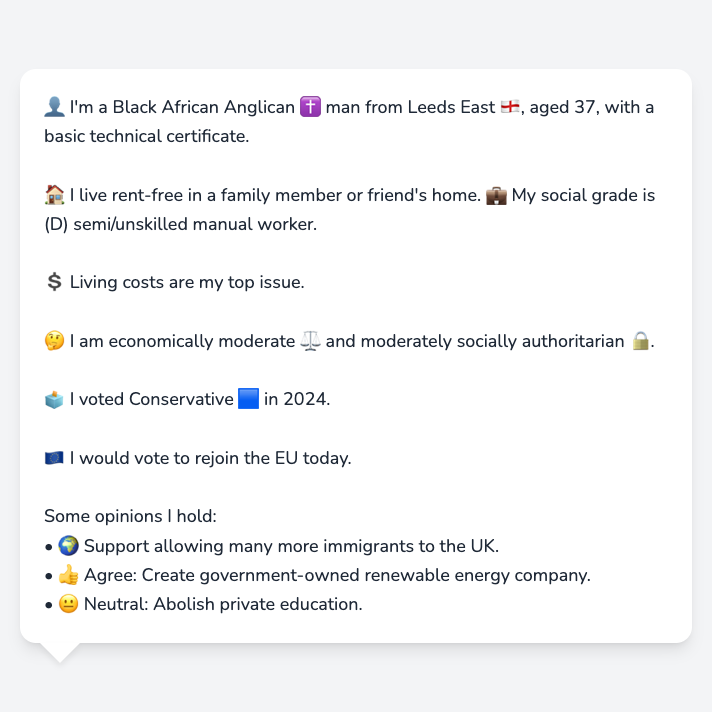 👤 I'm a Black African Anglican ✝️ man from Leeds East 🏴󠁧󠁢󠁥󠁮󠁧󠁿, aged 37, with a
basic technical certificate.
🏠 I live rent-free in a family member or friend's home. 💼 My social grade is
(D) semi/unskilled manual worker.
💲 Living costs are my top issue.
🤔 I am economically moderate ⚖️ and moderately socially authoritarian 🔒.
🗳️ I voted Conservative 🟦 in 2024.
🇪🇺 I would vote to rejoin the EU today.
Some opinions I hold:
• 🌍 Support allowing many more immigrants to the UK.
• 👍 Agree: Create government-owned renewable energy company.
• 😐 Neutral: Abolish private education.